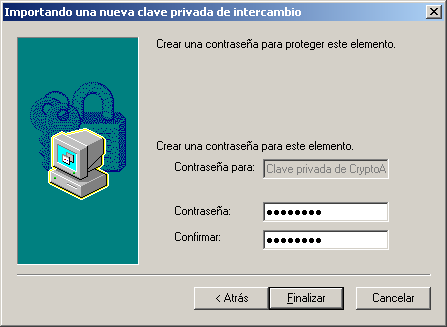 Importando una nueva clave privada de intercambio
Crear una contraseña para proteger este elemento.
Crear una contraseña para este elemento.
Contraseña para: Clave privada de CryptoA
Contraseña: ●●●●●●●●
Confirmar: ●●●●●●●●
< Atrás Finalizar Cancelar